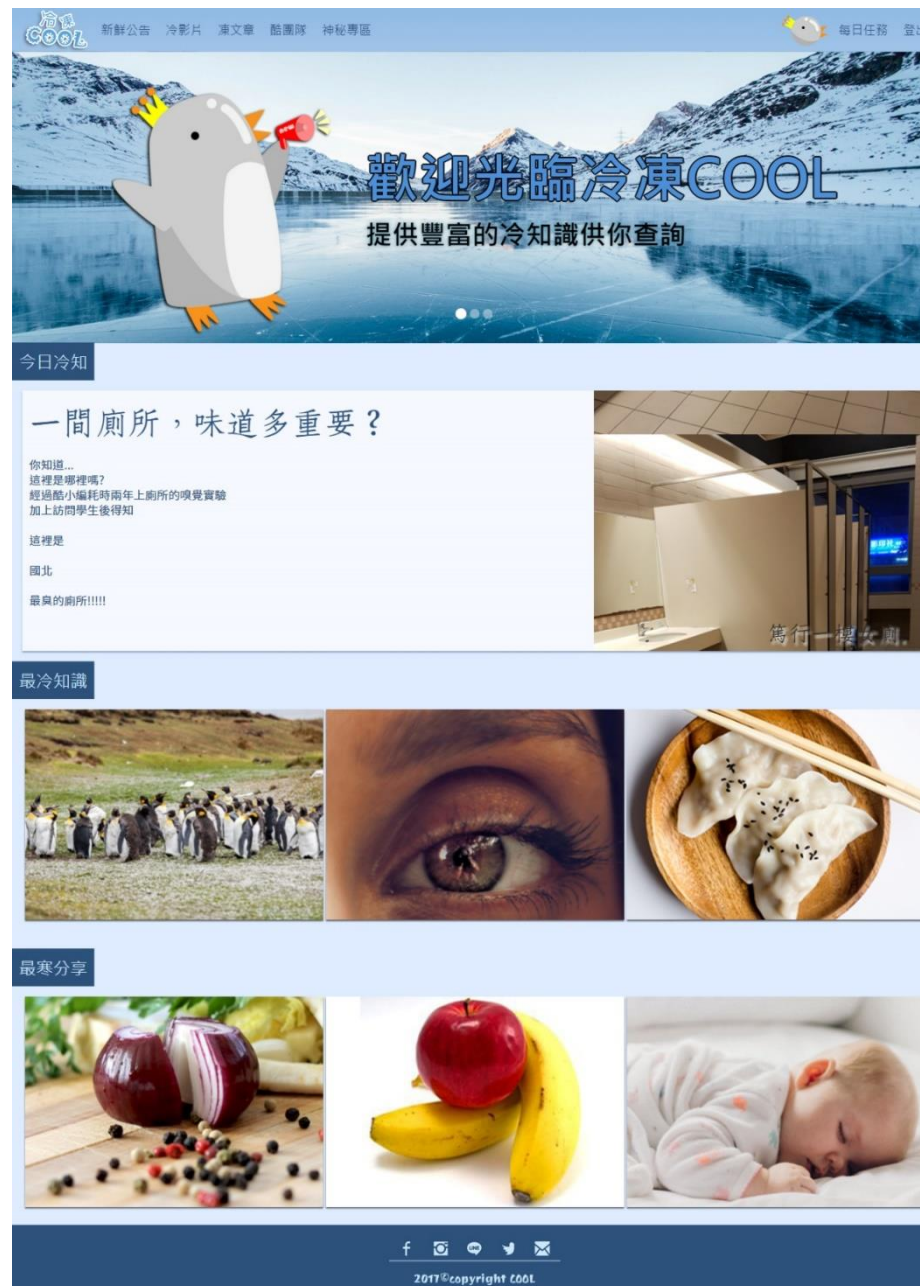 冷凍
COOL
新鮮公告 冷影片 凍文章 酷團隊 神秘專區
每日任務 登出
歡迎光臨冷凍COOL
提供豐富的冷知識供你查詢
今日冷知
一間廁所，味道多重要？
你知道...
這裡是哪裡嗎?
經過酷小編耗時兩年上廁所的嗅覺實驗
加上訪問學生後得知
這裡是
國北
最臭的廁所!!!!!
篤行一樓女廁.
最冷知識
最寒分享
LINE
2017©copyright COOL